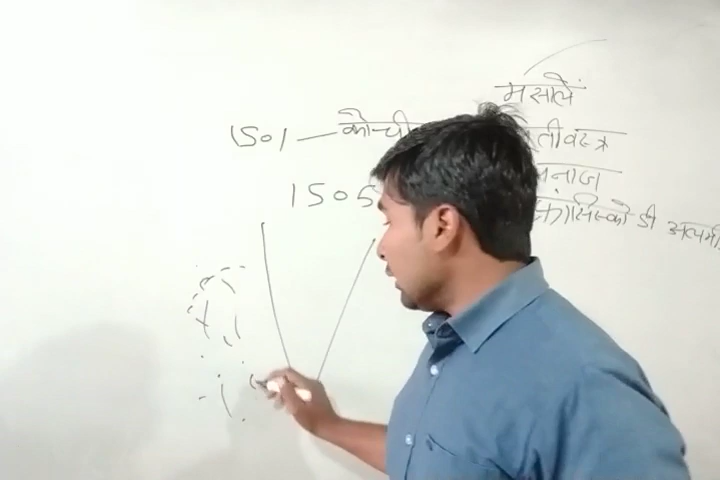 मसालें
1501 — कोच्ची
सूतीवस्त्र
1505
अनाज
फ्रांसिस्को डी अल्मी